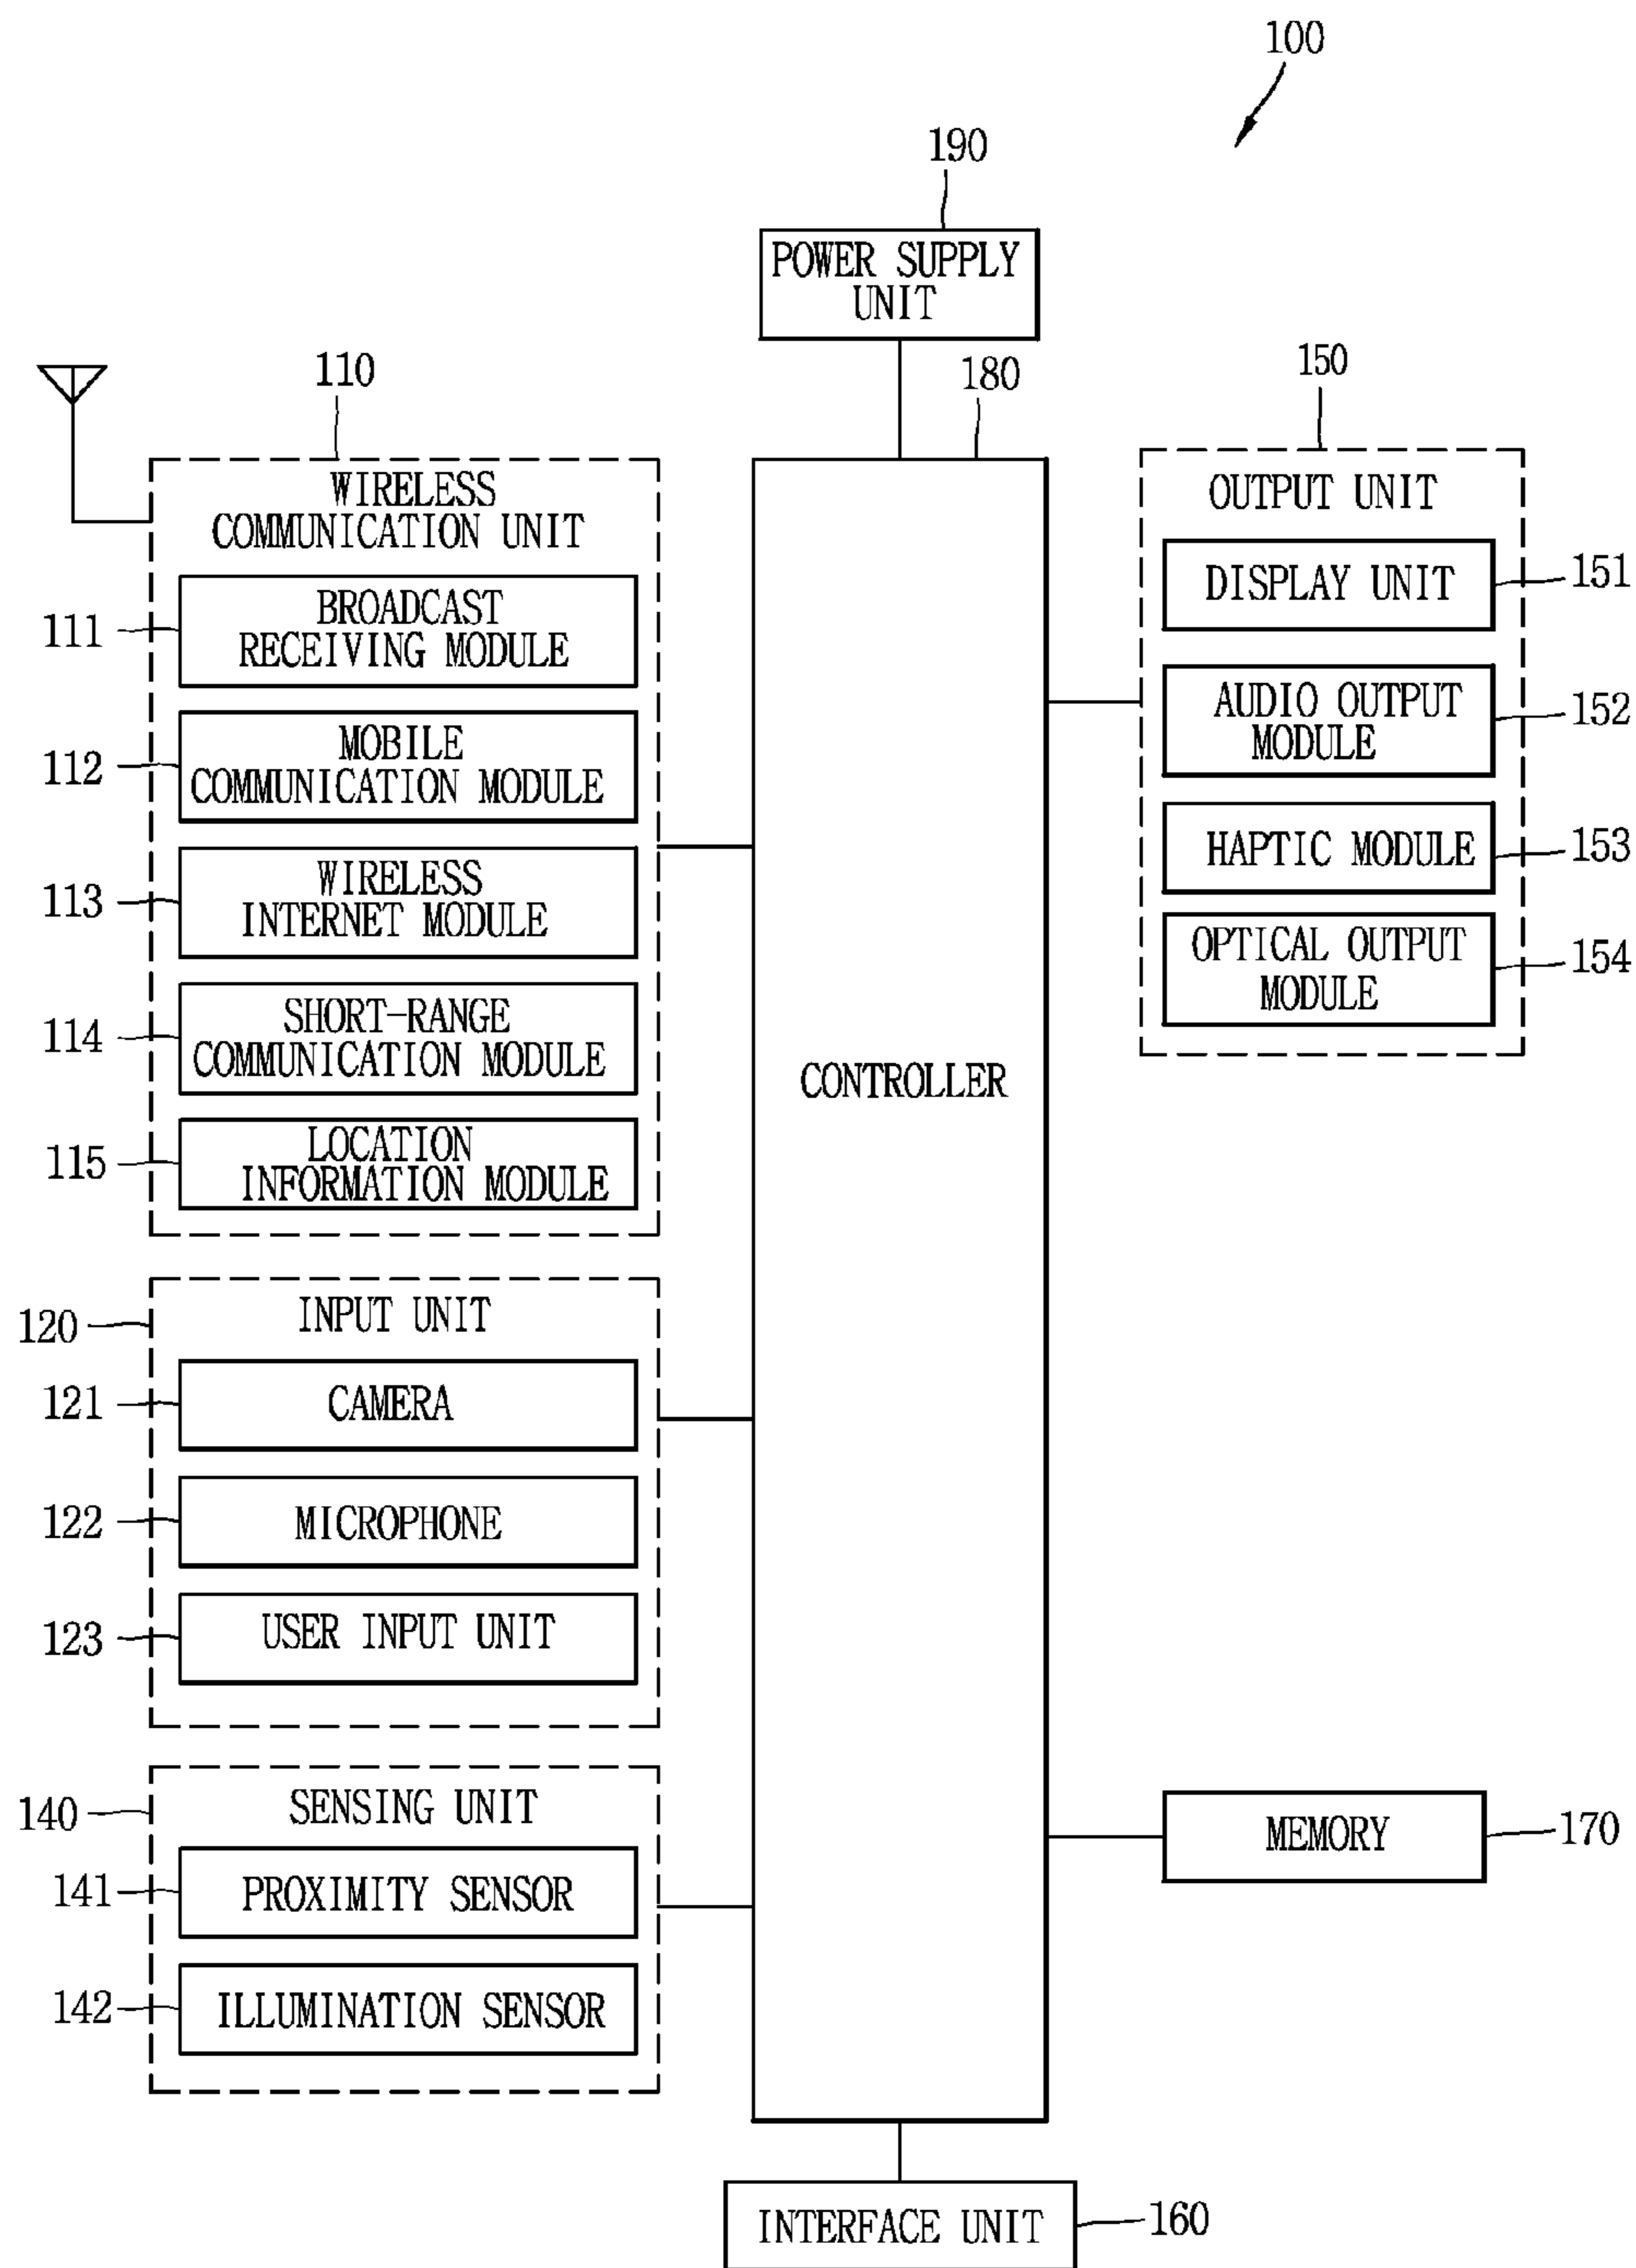 100
190
POWER SUPPLY
UNIT
110
180
150
WIRELESS
COMMUNICATION UNIT
111
BROADCAST
RECEIVING MODULE
112
MOBILE
COMMUNICATION MODULE
113
WIRELESS
INTERNET MODULE
114
SHORT-RANGE
COMMUNICATION MODULE
115
LOCATION
INFORMATION MODULE
120
INPUT UNIT
121
CAMERA
122
MICROPHONE
123
USER INPUT UNIT
140
SENSING UNIT
141
PROXIMITY SENSOR
142
ILLUMINATION SENSOR
CONTROLLER
OUTPUT UNIT
DISPLAY UNIT
151
AUDIO OUTPUT
MODULE
152
HAPTIC MODULE
153
OPTICAL OUTPUT
MODULE
154
MEMORY
170
INTERFACE UNIT
160